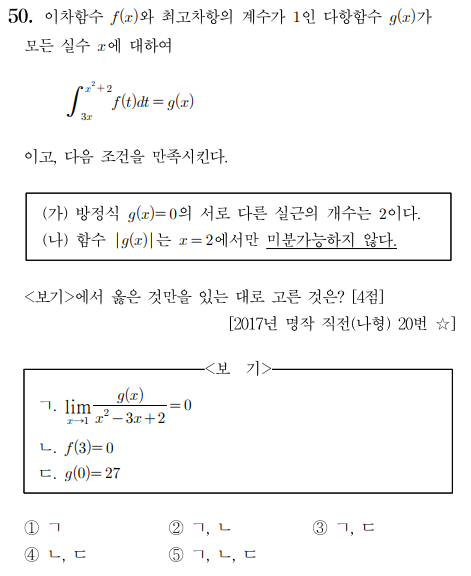 50. 이차함수 f(x)와 최고차항의 계수가 1인 다항함수 g(x)가
모든 실수 x에 대하여
∫_{3x}^{x²+2} f(t)dt = g(x)
이고, 다음 조건을 만족시킨다.
(가) 방정식 g(x)=0의 서로 다른 실근의 개수는 2이다.
(나) 함수 |g(x)|는 x=2에서만 미분가능하지 않다.
<보기>에서 옳은 것만을 있는 대로 고른 것은? [4점]
[2017년 명작 직전(나형) 20번 ☆]
<보 기>
ㄱ. lim_{x→1} g(x)/(x²-3x+2) = 0
ㄴ. f(3)=0
ㄷ. g(0)=27
① ㄱ ② ㄱ, ㄴ ③ ㄱ, ㄷ
④ ㄴ, ㄷ ⑤ ㄱ, ㄴ, ㄷ